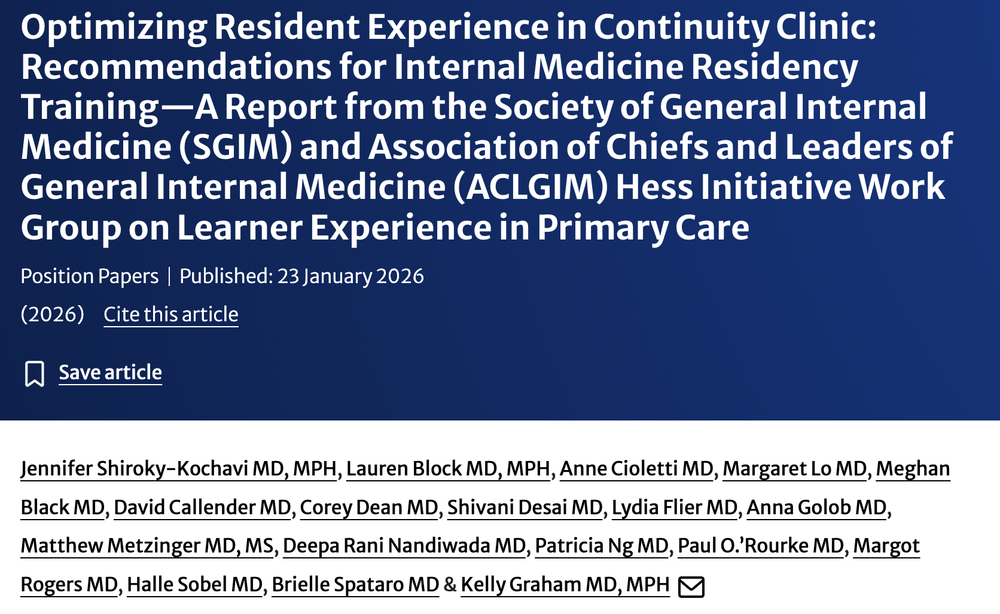 Optimizing Resident Experience in Continuity Clinic:
Recommendations for Internal Medicine Residency
Training—A Report from the Society of General Internal
Medicine (SGIM) and Association of Chiefs and Leaders of
General Internal Medicine (ACLGIM) Hess Initiative Work
Group on Learner Experience in Primary Care
Position Papers | Published: 23 January 2026
(2026) Cite this article
Save article
Jennifer Shiroky-Kochavi MD, MPH, Lauren Block MD, MPH, Anne Cioletti MD, Margaret Lo MD, Meghan
Black MD, David Callender MD, Corey Dean MD, Shivani Desai MD, Lydia Flier MD, Anna Golob MD,
Matthew Metzinger MD, MS, Deepa Rani Nandiwada MD, Patricia Ng MD, Paul O.’Rourke MD, Margot
Rogers MD, Halle Sobel MD, Brielle Spataro MD & Kelly Graham MD, MPH